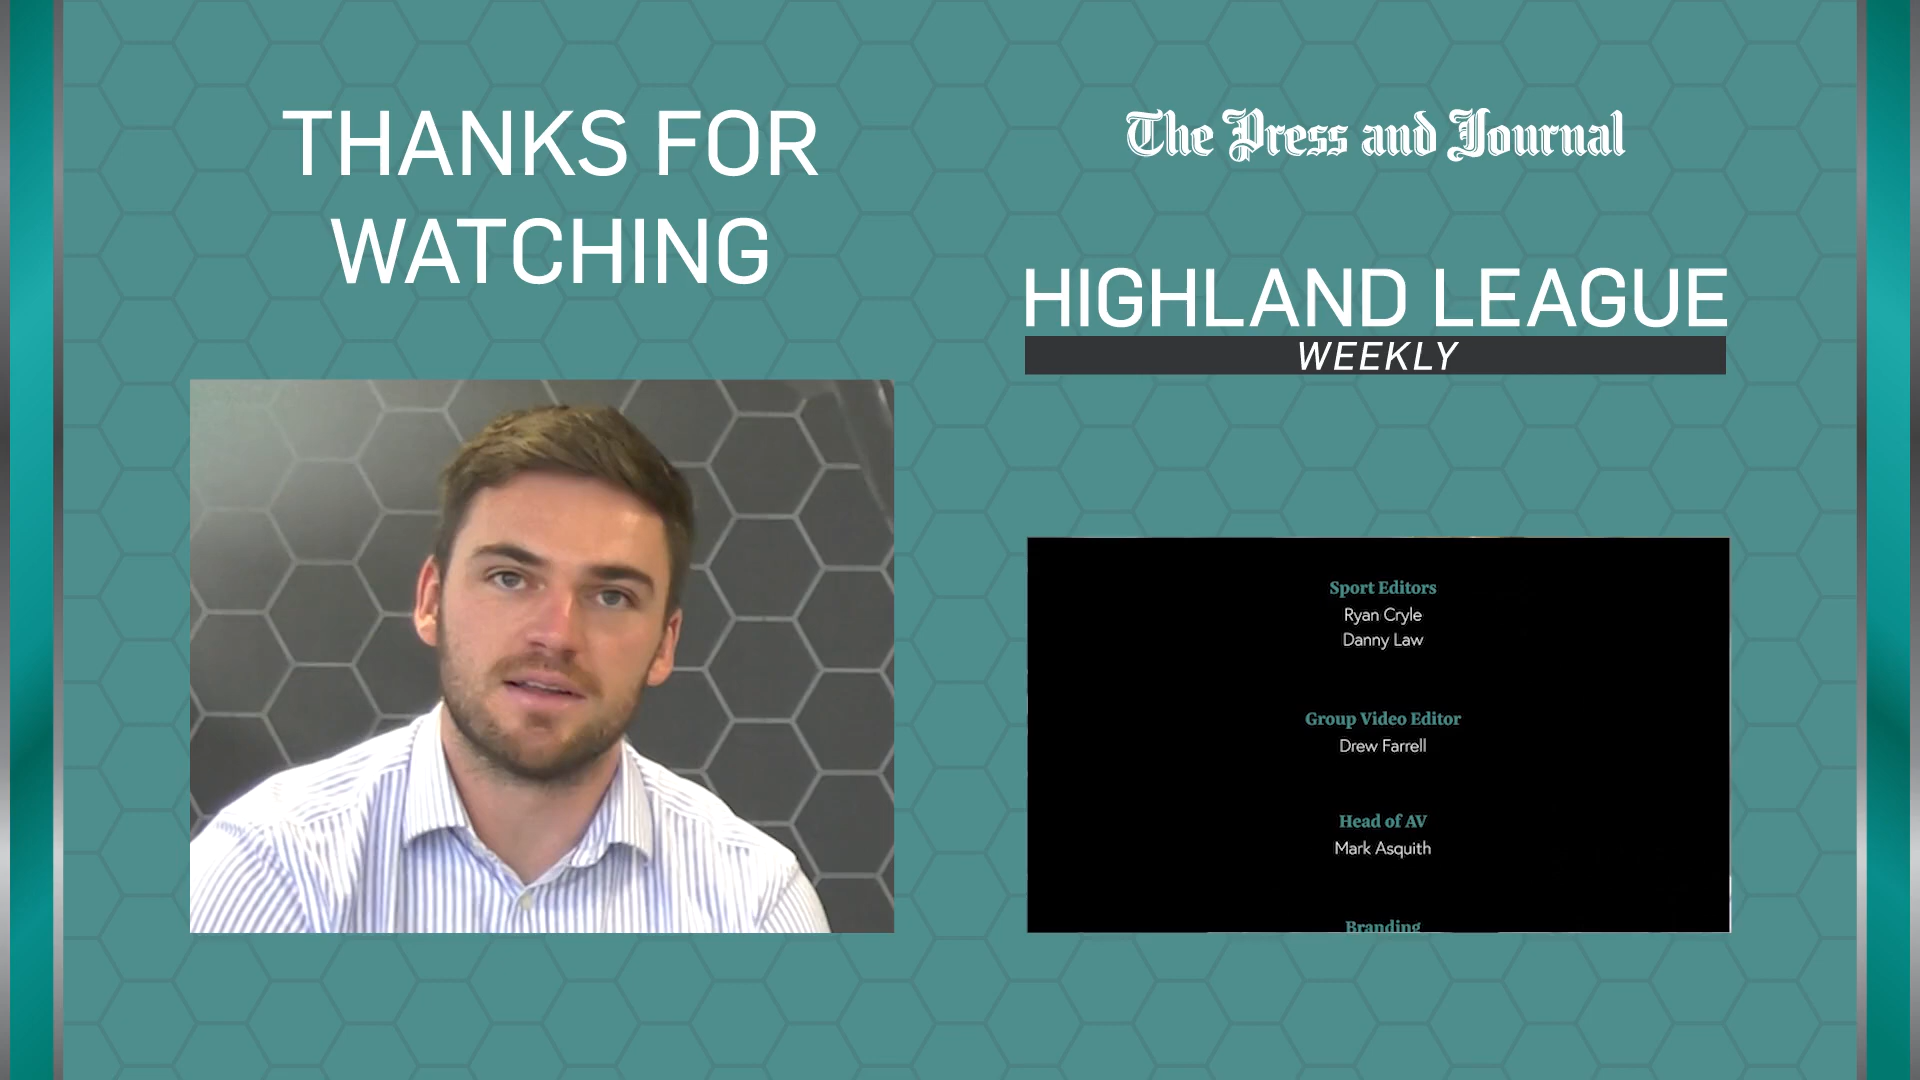 THANKS FOR
WATCHING
The Press and Journal
HIGHLAND LEAGUE
WEEKLY
Sport Editors
Ryan Cryle
Danny Law
Group Video Editor
Drew Farrell
Head of AV
Mark Asquith
Branding